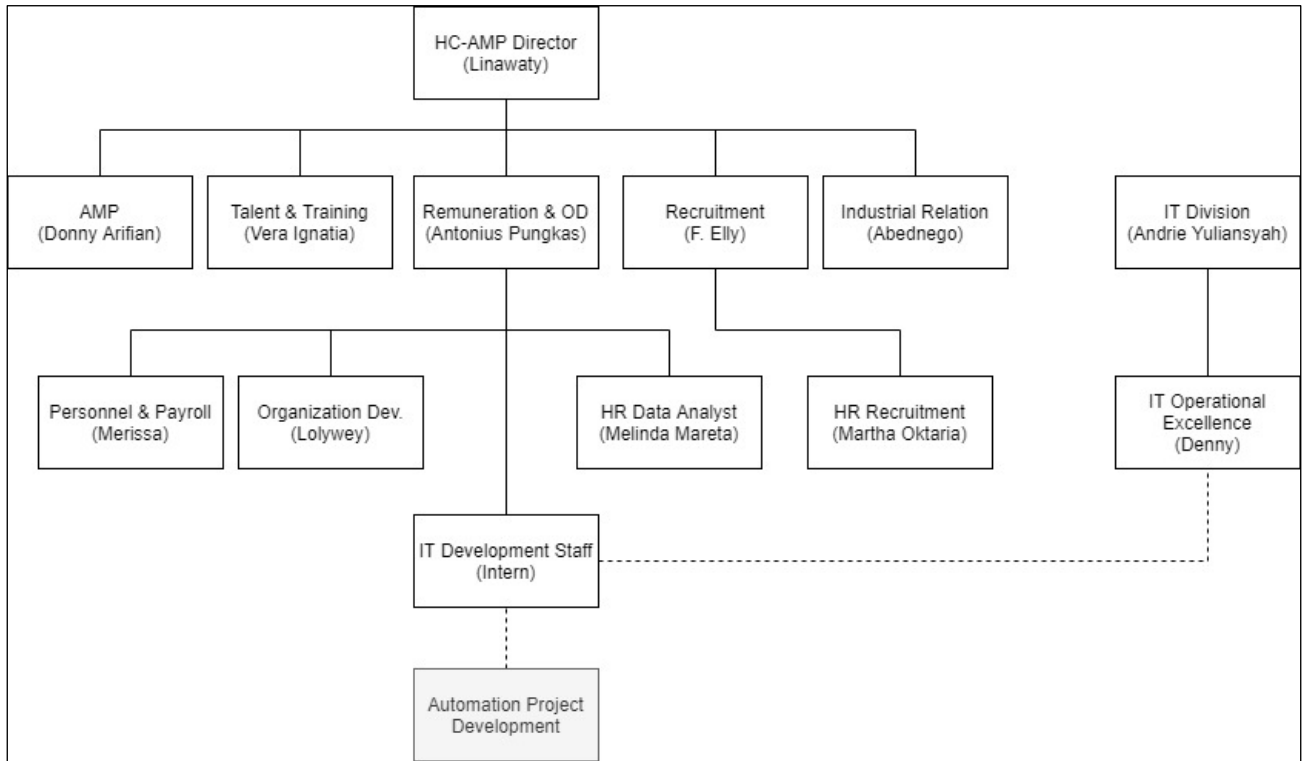 HC-AMP Director
(Linawaty)
AMP
(Donny Arifian)
Talent & Training
(Vera Ignatia)
Remuneration & OD
(Antonius Pungkas)
Recruitment
(F. Elly)
Industrial Relation
(Abednego)
IT Division
(Andrie Yuliansyah)
Personnel & Payroll
(Merissa)
Organization Dev.
(Lolywey)
HR Data Analyst
(Melinda Mareta)
HR Recruitment
(Martha Oktaria)
IT Operational
Excellence
(Denny)
IT Development Staff
(Intern)
Automation Project
Development